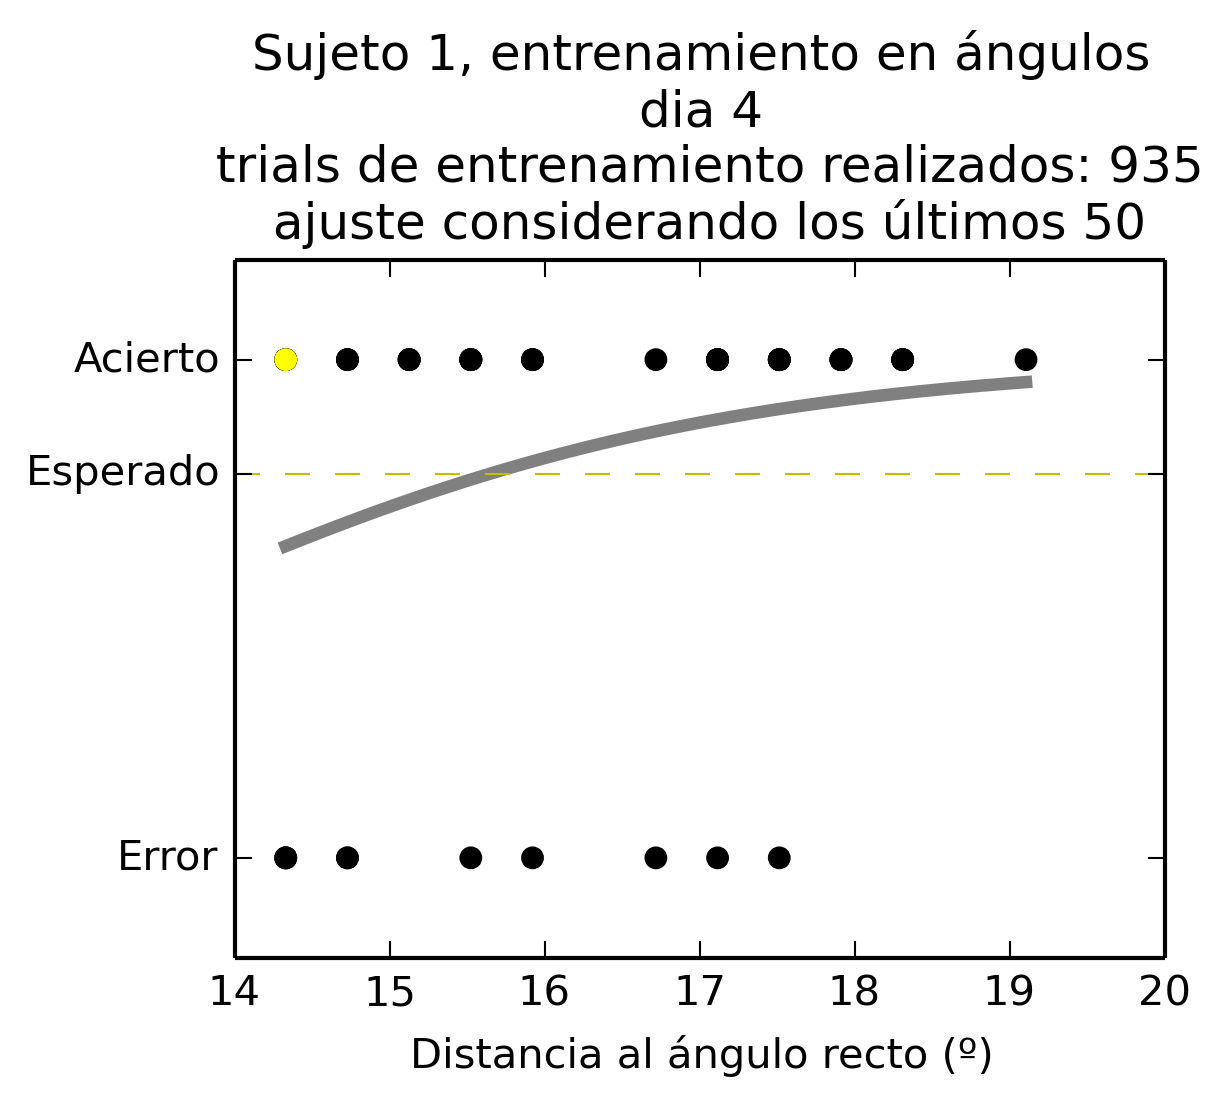 Sujeto 1, entrenamiento en ángulos
dia 4
trials de entrenamiento realizados: 935
ajuste considerando los últimos 50
Acierto
Esperado
Error
14 15 16 17 18 19 20
Distancia al ángulo recto (º)